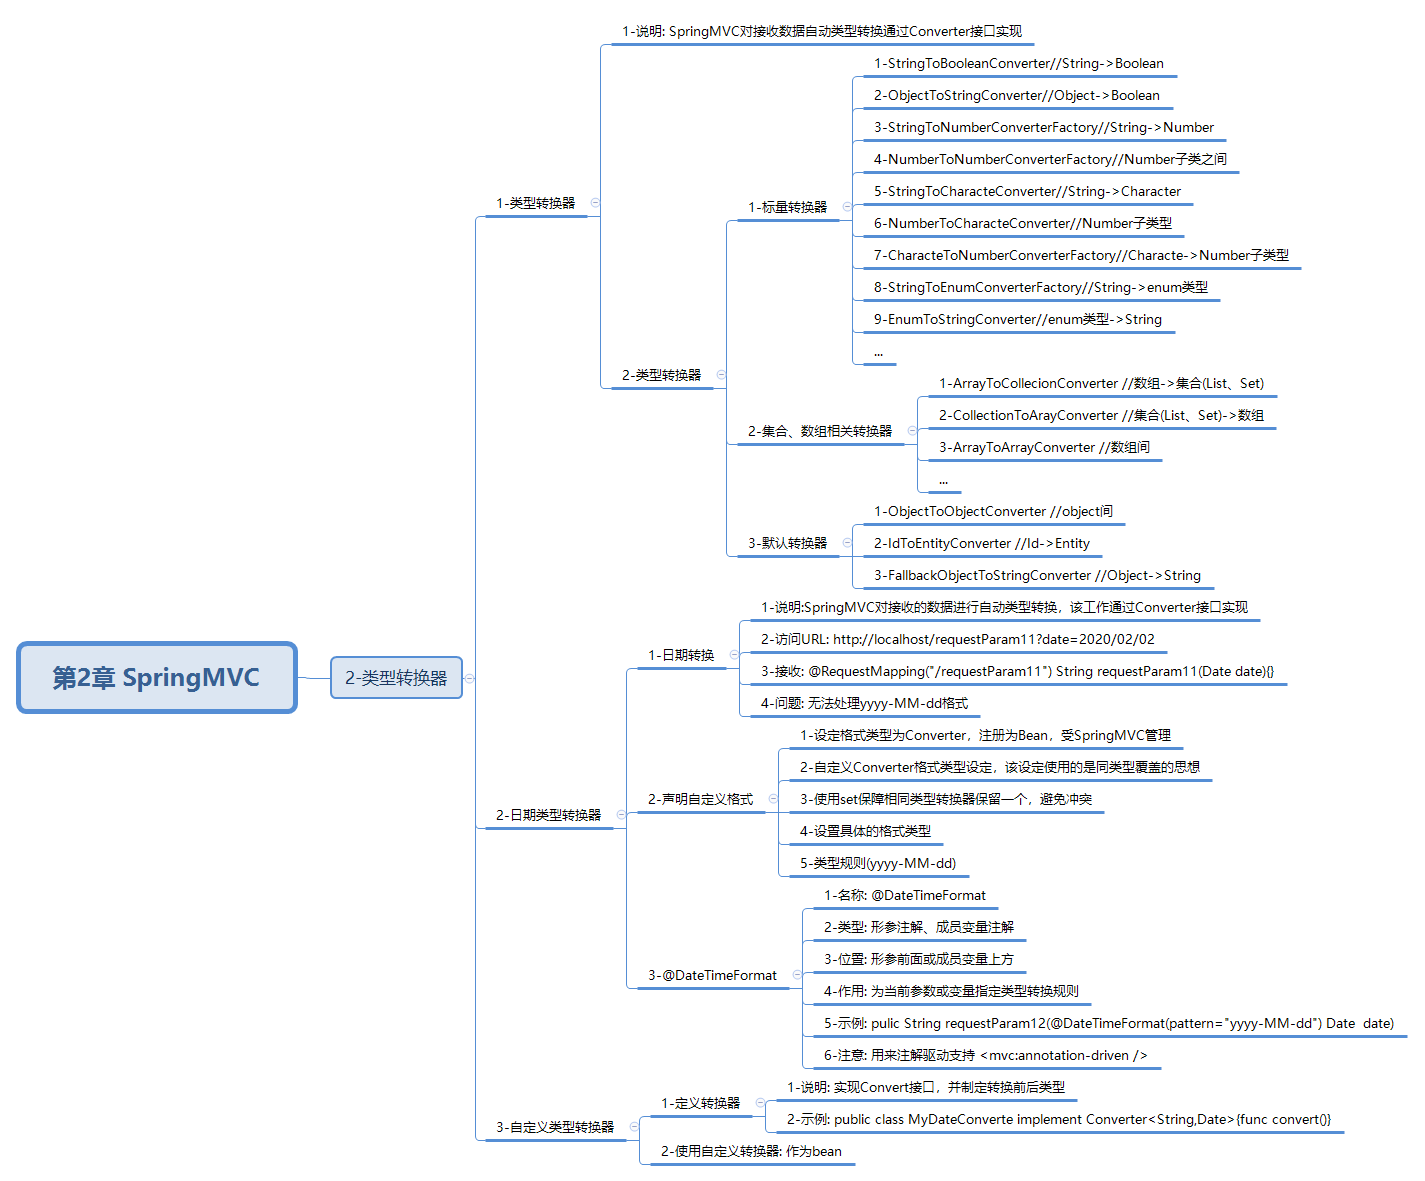 第2章 SpringMVC
2-类型转换器
1-类型转换器
1-说明: SpringMVC对接收数据自动类型转换通过Converter接口实现
2-类型转换器
1-标量转换器
1-StringToBooleanConverter//String->Boolean
2-ObjectToStringConverter//Object->Boolean
3-StringToNumberConverterFactory//String->Number
4-NumberToNumberConverterFactory//Number子类之间
5-StringToCharacteConverter//String->Character
6-NumberToCharacteConverter//Number子类型
7-CharacteToNumberConverterFactory//Characte->Number子类型
8-StringToEnumConverterFactory//String->enum类型
9-EnumToStringConverter//enum类型->String
...
2-集合、数组相关转换器
1-ArrayToCollecionConverter //数组->集合(List、Set)
2-CollectionToArayConverter //集合(List、Set)->数组
3-ArrayToArrayConverter //数组间
...
3-默认转换器
1-ObjectToObjectConverter //object间
2-IdToEntityConverter //Id->Entity
3-FallbackObjectToStringConverter //Object->String
2-日期类型转换器
1-日期转换
1-说明:SpringMVC对接收的数据进行自动类型转换，该工作通过Converter接口实现
2-访问URL: http://localhost/requestParam11?date=2020/02/02
3-接收: @RequestMapping("/requestParam11") String requestParam11(Date date){}
4-问题: 无法处理yyyy-MM-dd格式
2-声明自定义格式
1-设定格式类型为Converter，注册为Bean，受SpringMVC管理
2-自定义Converter格式类型设定，该设定使用的是同类型覆盖的思想
3-使用set保障相同类型转换器保留一个，避免冲突
4-设置具体的格式类型
5-类型规则(yyyy-MM-dd)
3-@DateTimeFormat
1-名称: @DateTimeFormat
2-类型: 形参注解、成员变量注解
3-位置: 形参前面或成员变量上方
4-作用: 为当前参数或变量指定类型转换规则
5-示例: pulic String requestParam12(@DateTimeFormat(pattern="yyyy-MM-dd") Date  date)
6-注意: 用来注解驱动支持 <mvc:annotation-driven />
3-自定义类型转换器
1-定义转换器
1-说明: 实现Convert接口，并制定转换前后类型
2-示例: public class MyDateConverte implement Converter<String,Date>{func convert()}
2-使用自定义转换器: 作为bean